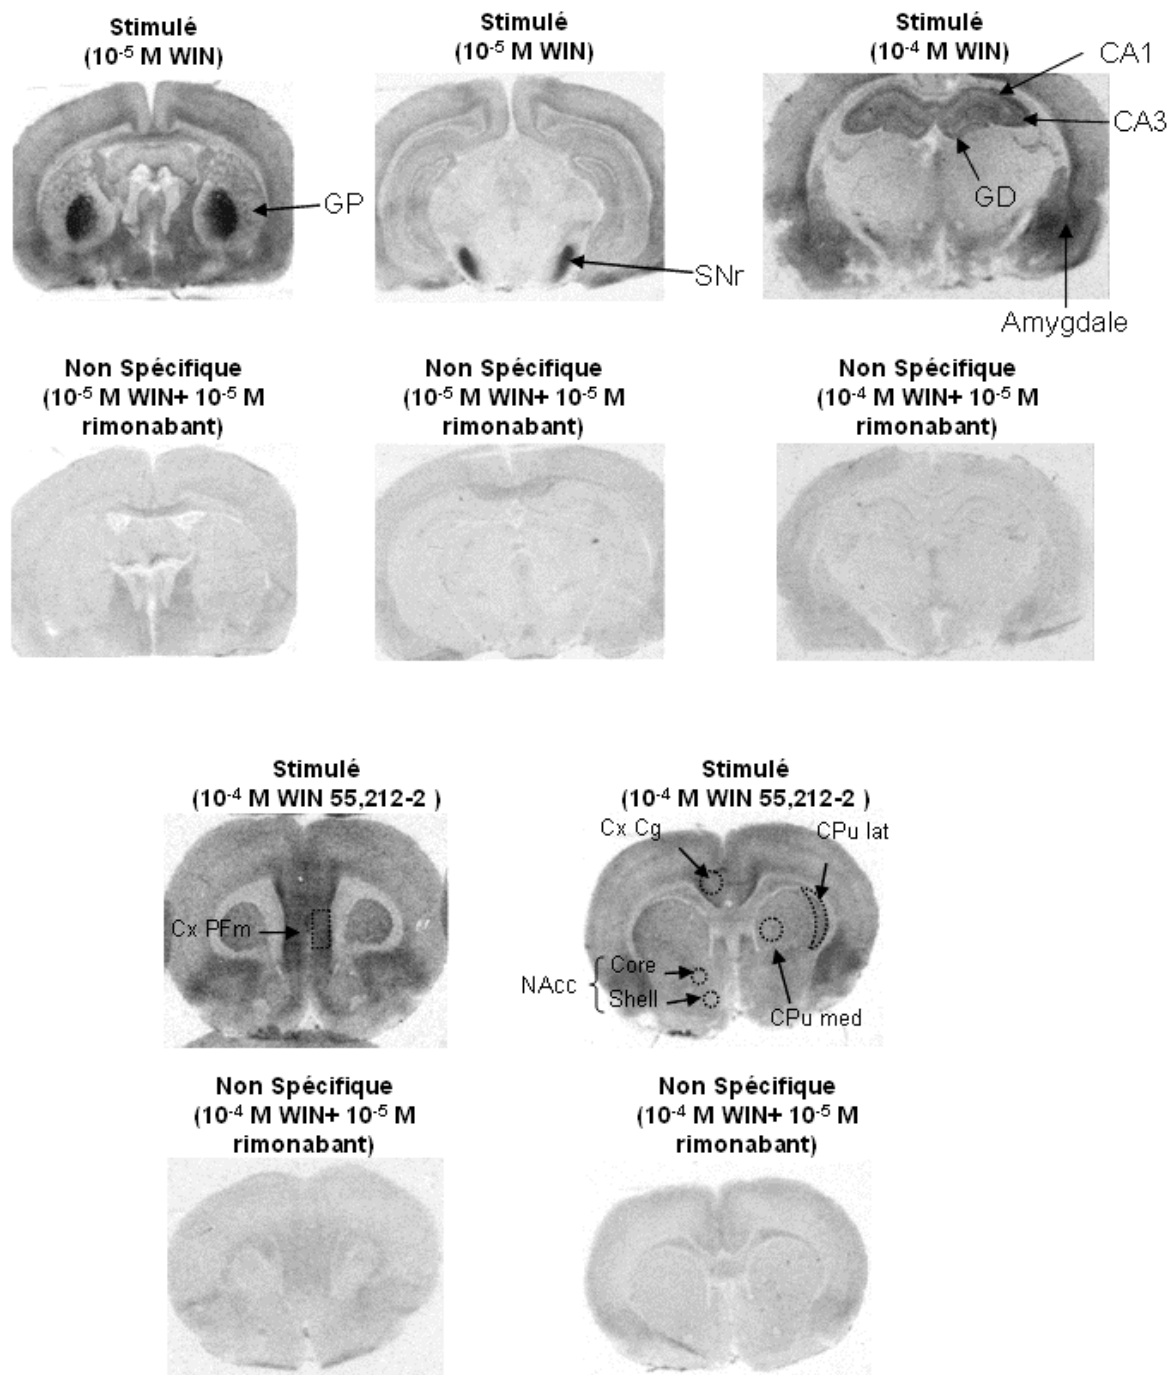 Stimulé
(10⁻⁵ M WIN)
Stimulé
(10⁻⁵ M WIN)
Stimulé
(10⁻⁴ M WIN)
CA1
CA3
GD
GP
SNr
Amygdale
Non Spécifique
(10⁻⁵ M WIN+ 10⁻⁵ M
rimonabant)
Non Spécifique
(10⁻⁵ M WIN+ 10⁻⁵ M
rimonabant)
Non Spécifique
(10⁻⁴ M WIN+ 10⁻⁵ M
rimonabant)
Stimulé
(10⁻⁴ M WIN 55,212-2 )
Cx PFm
Stimulé
(10⁻⁴ M WIN 55,212-2 )
Cx Cg
CPu lat
NAcc
Core
Shell
CPu med
Non Spécifique
(10⁻⁴ M WIN+ 10⁻⁵ M
rimonabant)
Non Spécifique
(10⁻⁴ M WIN+ 10⁻⁵ M
rimonabant)